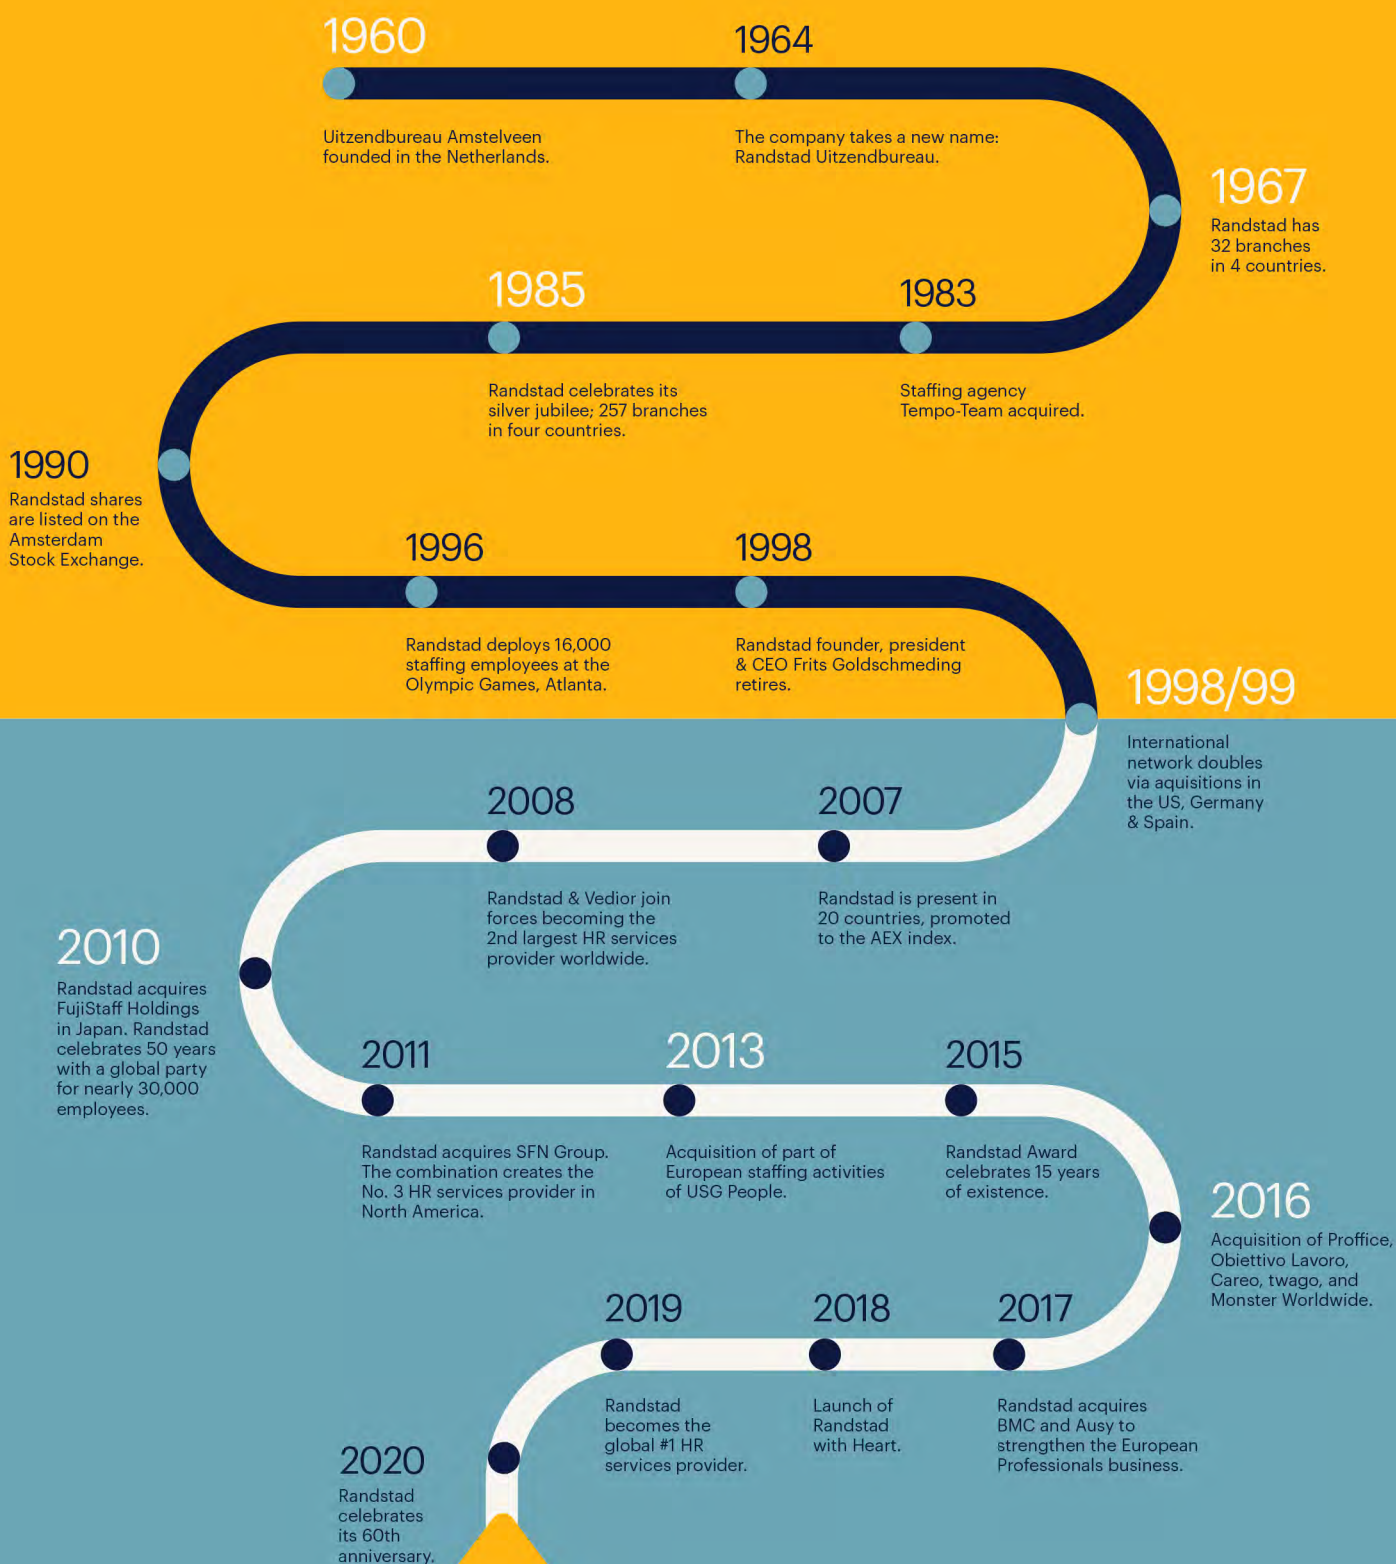 1960
Uitzendbureau Amstelveen
founded in the Netherlands.
1964
The company takes a new name:
Randstad Uitzendbureau.
1967
Randstad has
32 branches
in 4 countries.
1983
Staffing agency
Tempo-Team acquired.
1985
Randstad celebrates its
silver jubilee; 257 branches
in four countries.
1990
Randstad shares
are listed on the
Amsterdam
Stock Exchange.
1996
Randstad deploys 16,000
staffing employees at the
Olympic Games, Atlanta.
1998
Randstad founder, president
& CEO Frits Goldschmeding
retires.
1998/99
International
network doubles
via aquisitions in
the US, Germany
& Spain.
2007
Randstad is present in
20 countries, promoted
to the AEX index.
2008
Randstad & Vedior join
forces becoming the
2nd largest HR services
provider worldwide.
2010
Randstad acquires
FujiStaff Holdings
in Japan. Randstad
celebrates 50 years
with a global party
for nearly 30,000
employees.
2011
Randstad acquires SFN Group.
The combination creates the
No. 3 HR services provider in
North America.
2013
Acquisition of part of
European staffing activities
of USG People.
2015
Randstad Award
celebrates 15 years
of existence.
2016
Acquisition of Proffice,
Obiettivo Lavoro,
Careo, twago, and
Monster Worldwide.
2017
Randstad acquires
BMC and Ausy to
strengthen the European
Professionals business.
2018
Launch of
Randstad
with Heart.
2019
Randstad
becomes the
global #1 HR
services provider.
2020
Randstad
celebrates
its 60th
anniversary.